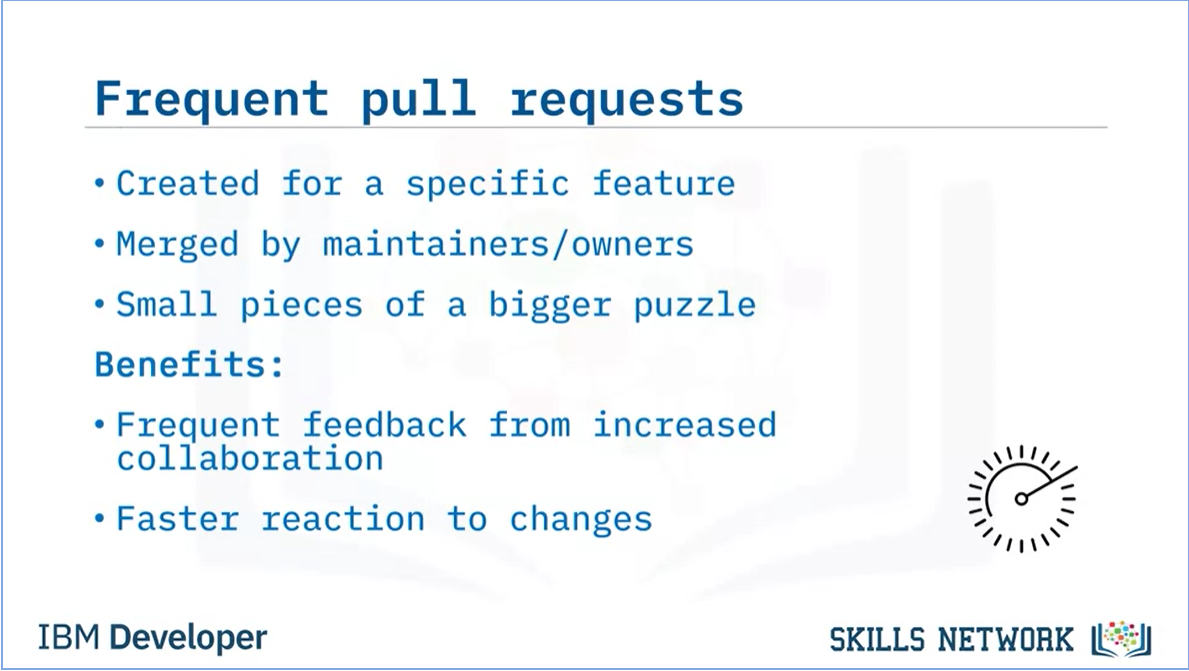 Frequent pull requests
• Created for a specific feature
• Merged by maintainers/owners
• Small pieces of a bigger puzzle
Benefits:
• Frequent feedback from increased
collaboration
• Faster reaction to changes
IBM Developer
SKILLS NETWORK